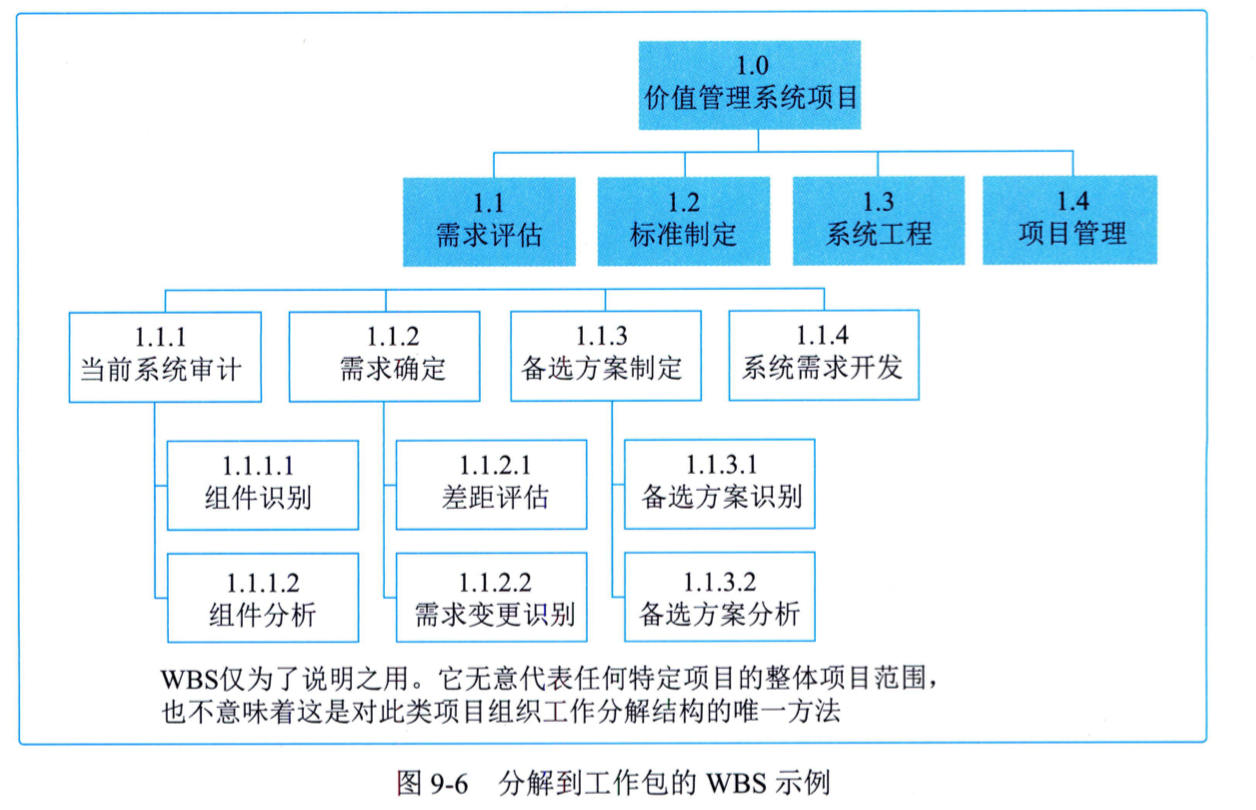 1.0
价值管理系统项目
1.1
需求评估
1.2
标准制定
1.3
系统工程
1.4
项目管理
1.1.1
当前系统审计
1.1.2
需求确定
1.1.3
备选方案制定
1.1.4
系统需求开发
1.1.1.1
组件识别
1.1.2.1
差距评估
1.1.3.1
备选方案识别
1.1.1.2
组件分析
1.1.2.2
需求变更识别
1.1.3.2
备选方案分析
WBS仅为了说明之用。它无意代表任何特定项目的整体项目范围，
也不意味着这是对此类项目组织工作分解结构的唯一方法
图 9-6 分解到工作包的 WBS 示例